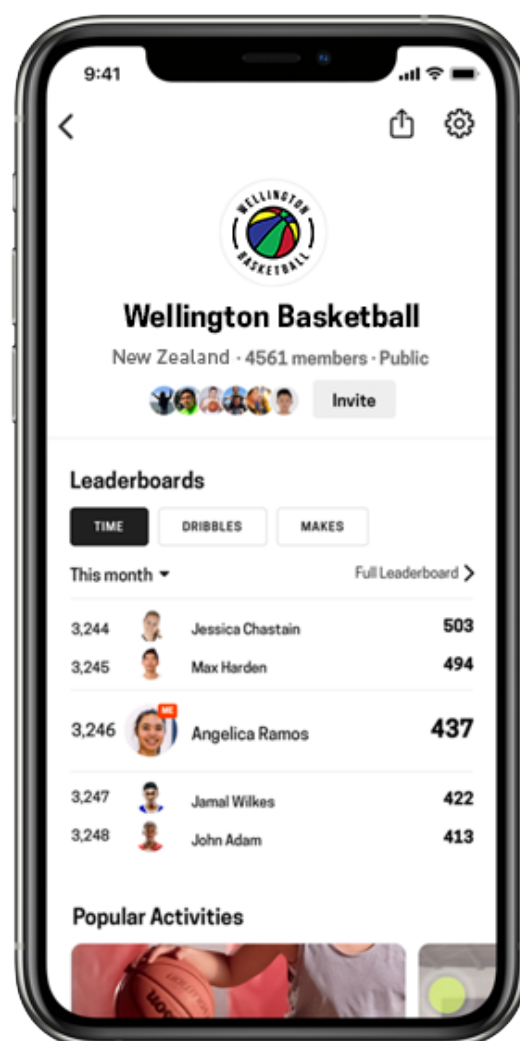 9:41
WELLINGTON
BASKETBALL
Wellington Basketball
New Zealand · 4561 members · Public
Invite
Leaderboards
TIME DRIBBLES MAKES
This month Full Leaderboard
3,244 Jessica Chastain 503
3,245 Max Harden 494
ME
3,246 Angelica Ramos 437
3,247 Jamal Wilkes 422
3,248 John Adam 413
Popular Activities